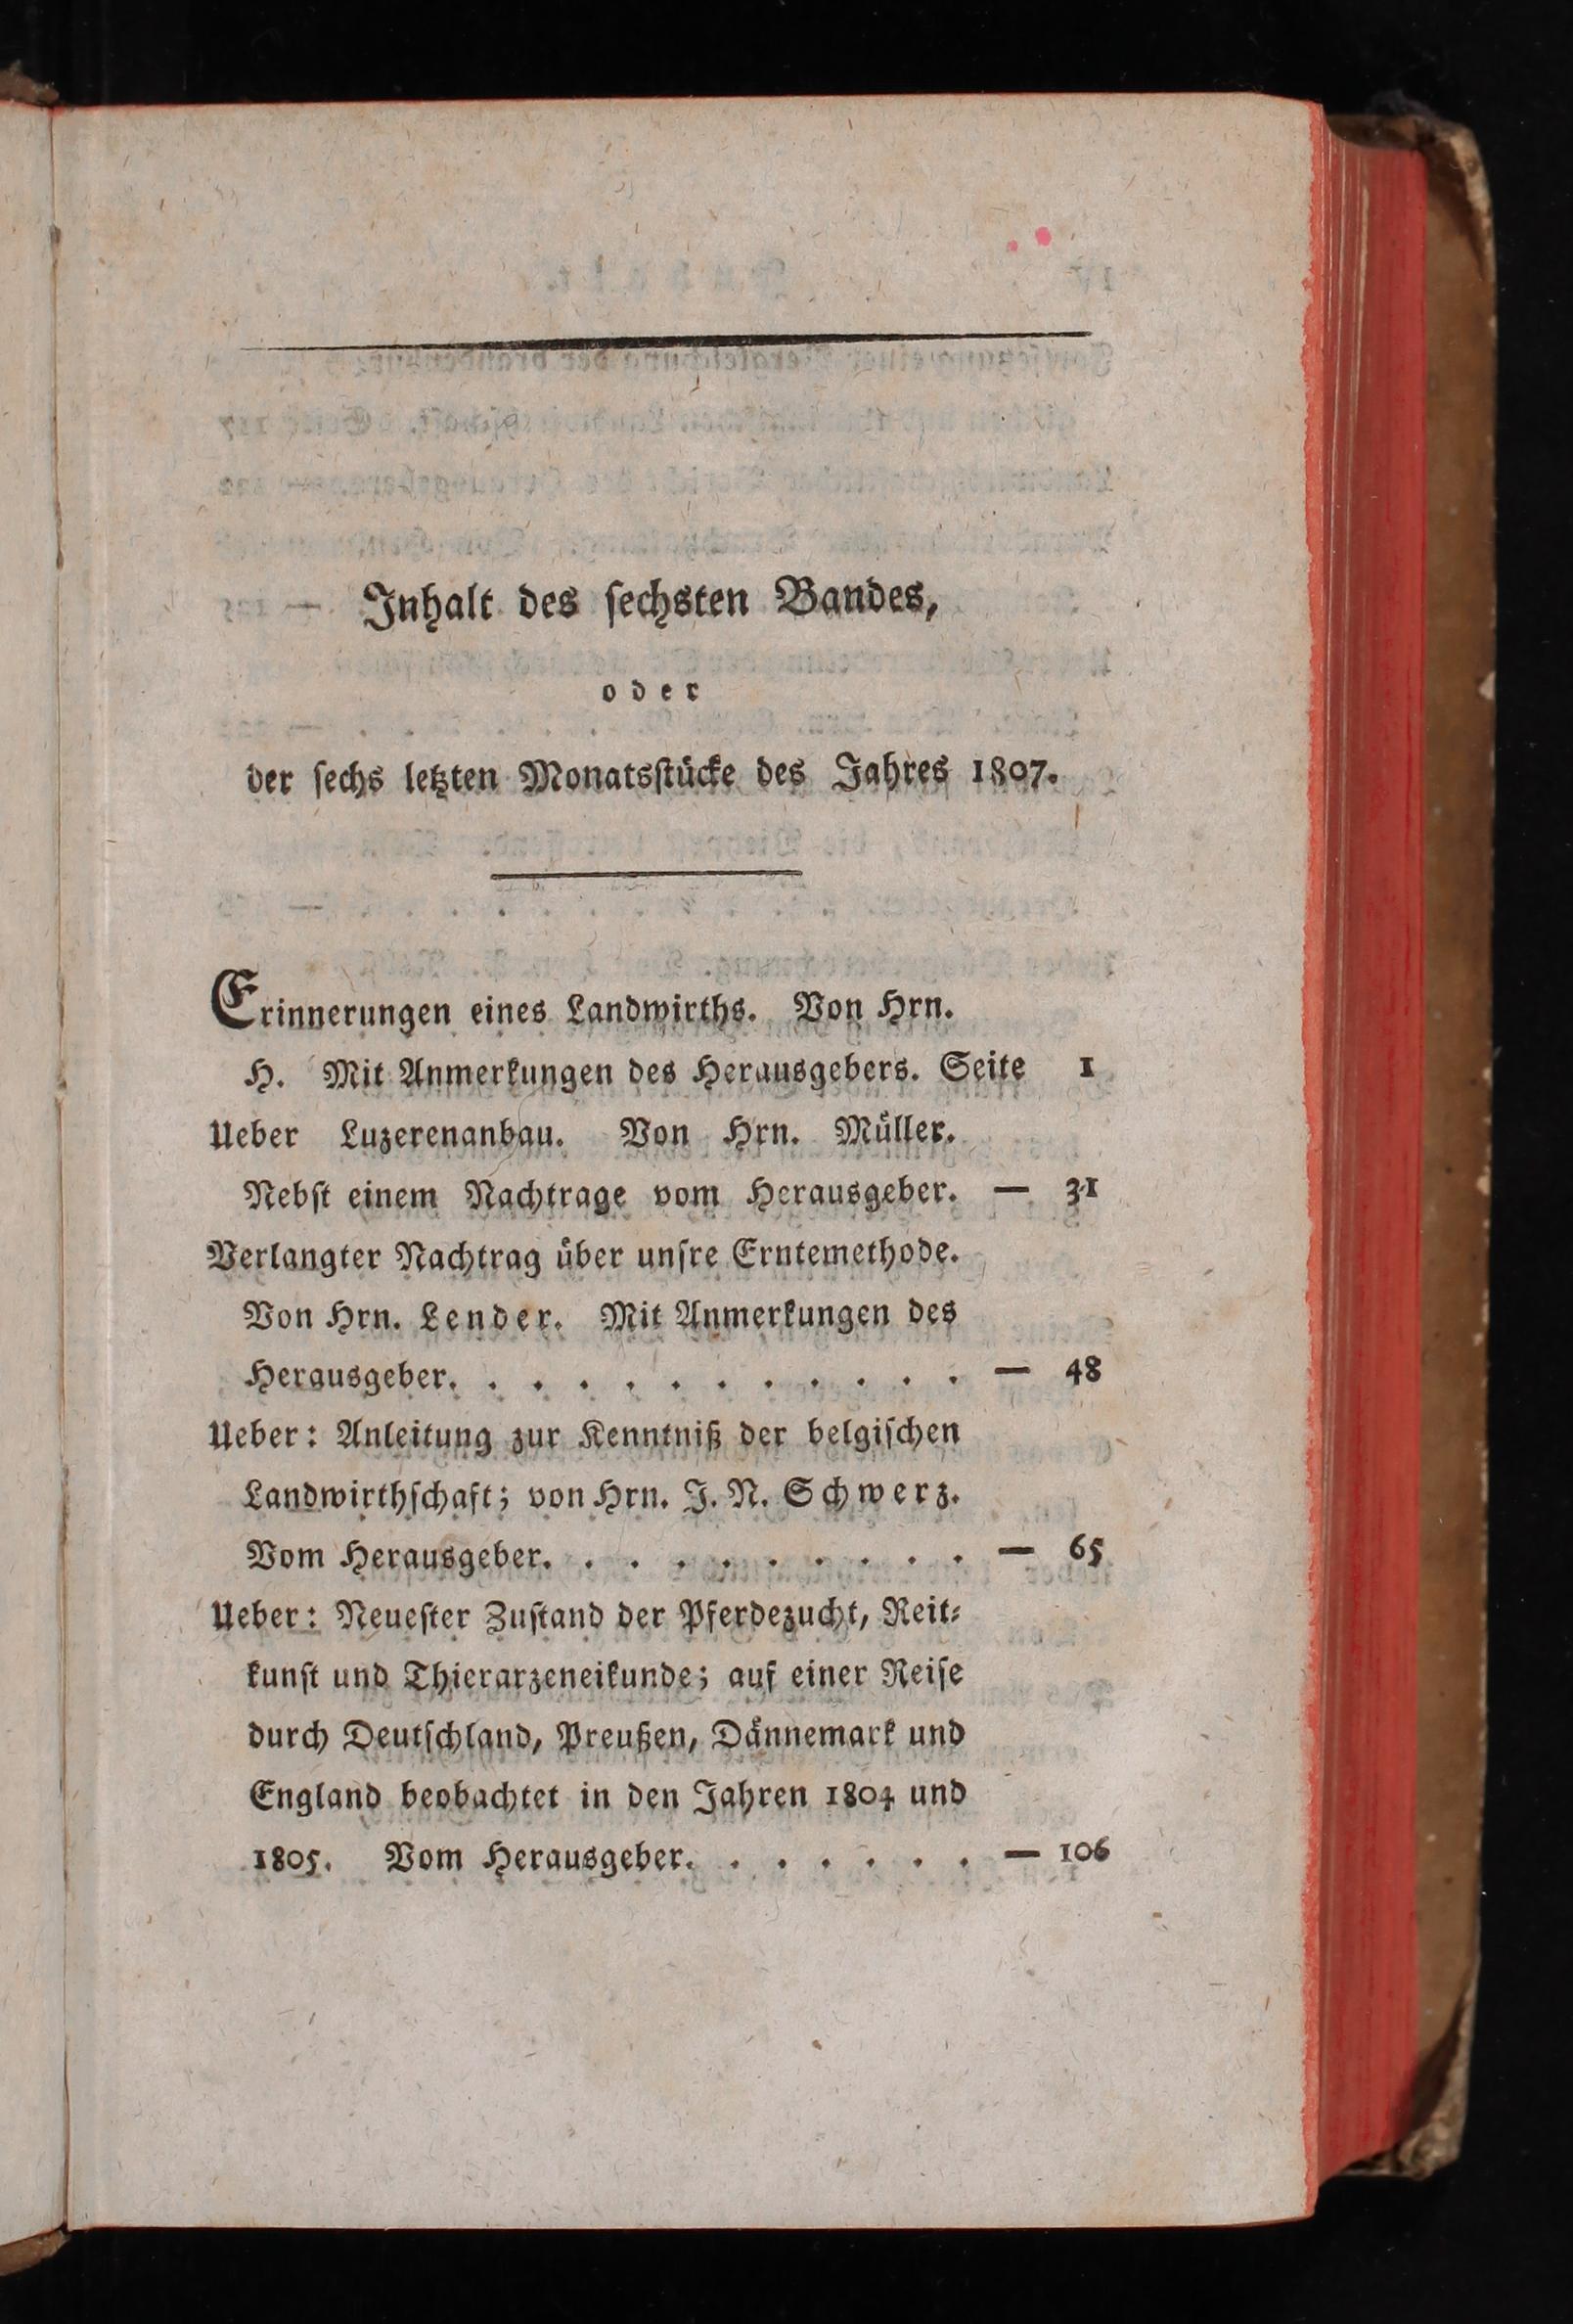 Inhalt des ſechsten Bandes,
oder
der ſechs letzten Monatsſtücke des Jahres 1807.
Erinnerungen eines Landwirths. Von Hrn.
H. Mit Anmerkungen des Herausgebers. Seite 1
Ueber Luzerenanbau. Von Hrn. Müller.
Nebſt einem Nachtrage vom Herausgeber. — 31
Verlangter Nachtrag über unſre Erntemethode.
Von Hrn. Lender. Mit Anmerkungen des
Herausgeber. . . . . . . . . . . . — 48
Ueber: Anleitung zur Kenntniß der belgiſchen
Landwirthſchaft; von Hrn. J. N. Schwerz.
Vom Herausgeber. . . . . . . . . . — 65
Ueber: Neueſter Zuſtand der Pferdezucht, Reit⸗
kunſt und Thierarzeneikunde; auf einer Reiſe
durch Deutſchland, Preußen, Dännemark und
England beobachtet in den Jahren 1804 und
1805. Vom Herausgeber. . . . . . . — 106